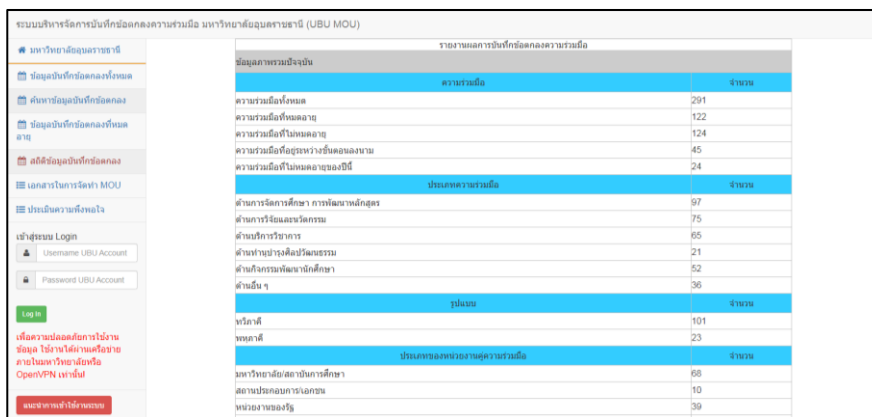 ระบบบริหารจัดการบันทึกข้อตกลงความร่วมมือ มหาวิทยาลัยอุบลราชธานี (UBU MOU)
มหาวิทยาลัยอุบลราชธานี
ข้อมูลบันทึกข้อตกลงทั้งหมด
ค้นหาข้อมูลบันทึกข้อตกลง
ข้อมูลบันทึกข้อตกลงที่หมด
อายุ
สถิติข้อมูลบันทึกข้อตกลง
เอกสารในการจัดทำ MOU
ประเมินความพึงพอใจ
เข้าสู่ระบบ Login
Username UBU Account
Password UBU Account
Log in
เพื่อความปลอดภัยการใช้งาน
ข้อมูล ใช้งานได้ผ่านเครือข่าย
ภายในมหาวิทยาลัยหรือ
OpenVPN เท่านั้น!
แนะนำการเข้าใช้งานระบบ
รายงานผลการบันทึกข้อตกลงความร่วมมือ
ข้อมูลภาพรวมปัจจุบัน
ความร่วมมือ จำนวน
ความร่วมมือทั้งหมด 291
ความร่วมมือที่หมดอายุ 122
ความร่วมมือที่ไม่หมดอายุ 124
ความร่วมมือที่อยู่ระหว่างขั้นตอนลงนาม 45
ความร่วมมือที่ไม่หมดอายุของปีนี้ 24
ประเภทความร่วมมือ จำนวน
ด้านการจัดการศึกษา การพัฒนาหลักสูตร 97
ด้านการวิจัยและนวัตกรรม 75
ด้านบริการวิชาการ 65
ด้านทำนุบำรุงศิลปวัฒนธรรม 21
ด้านกิจกรรมพัฒนานักศึกษา 52
ด้านอื่น ๆ 36
รูปแบบ จำนวน
ทวิภาคี 101
พหุภาคี 23
ประเภทของหน่วยงานคู่ความร่วมมือ จำนวน
มหาวิทยาลัย/สถาบันการศึกษา 68
สถานประกอบการ/เอกชน 10
หน่วยงานของรัฐ 39